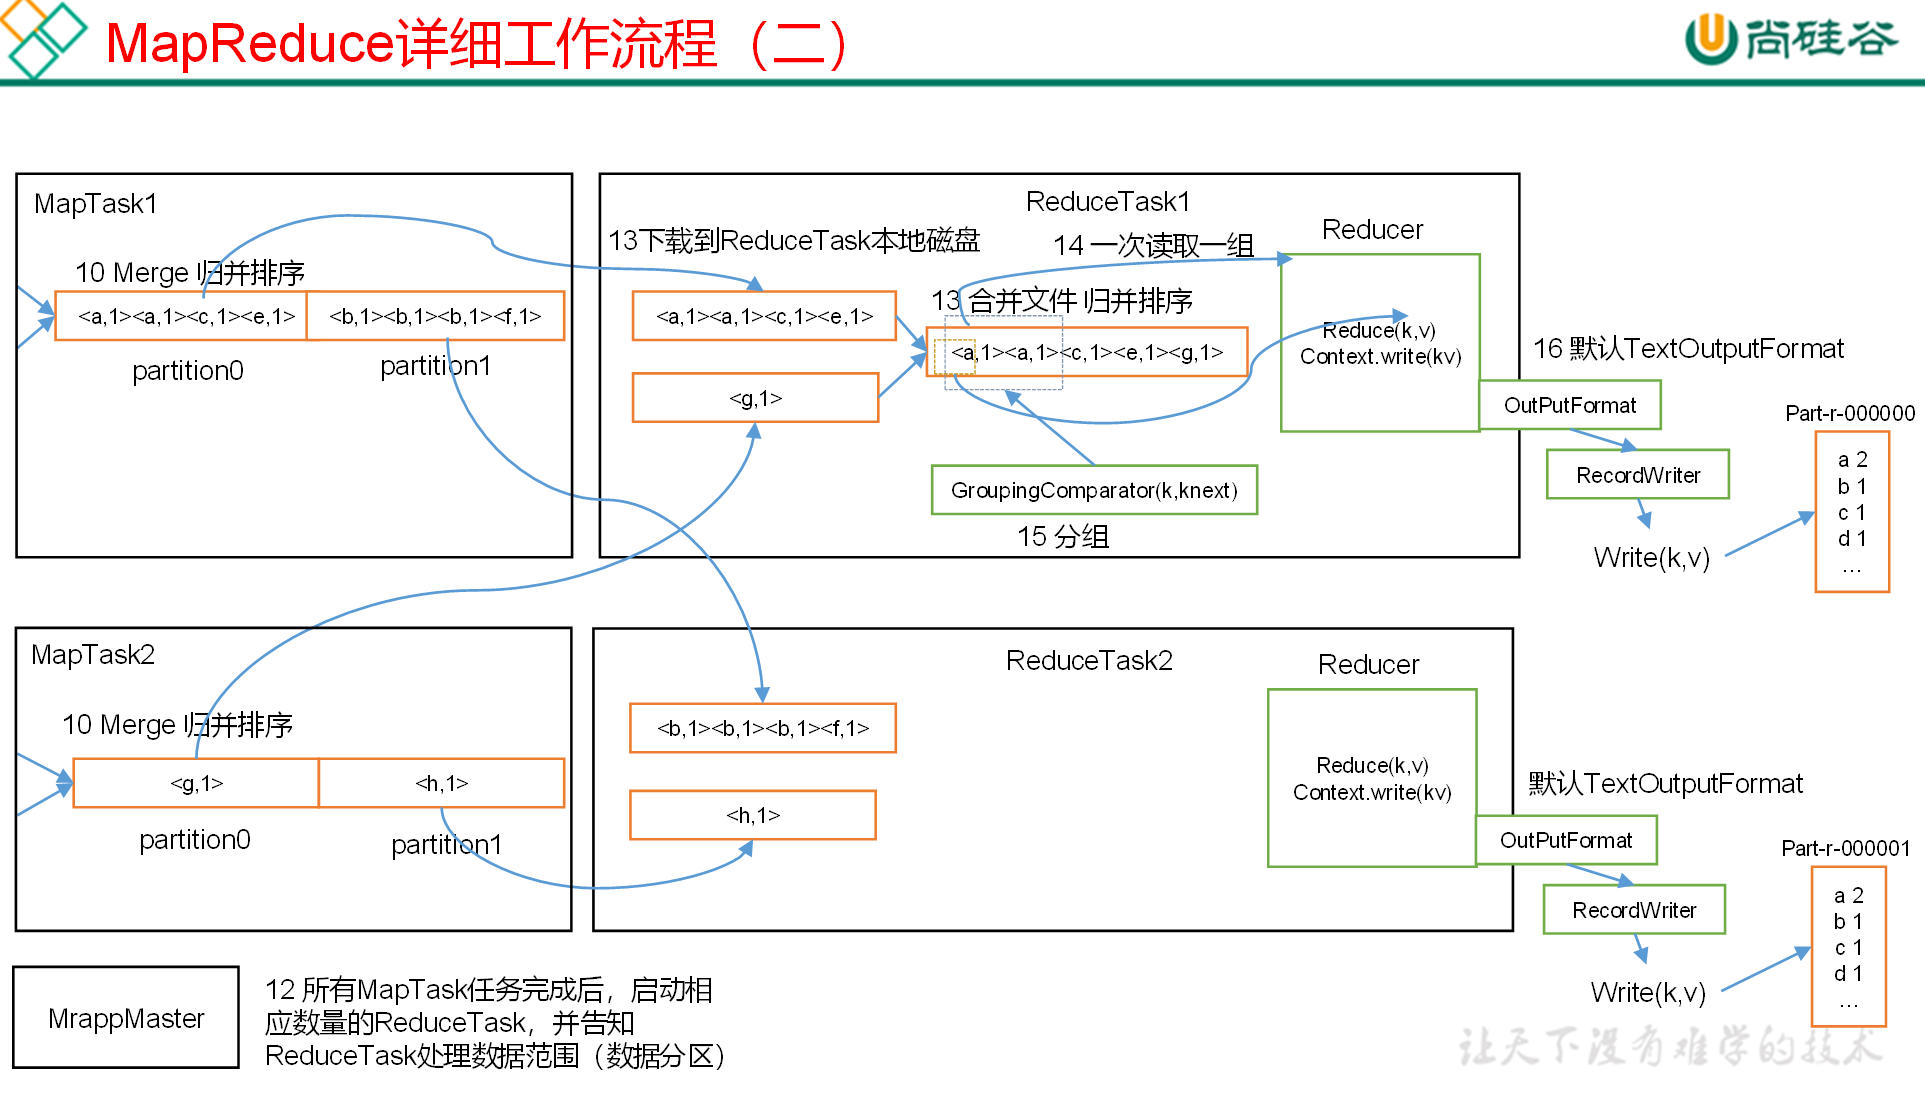 MapReduce详细工作流程（二）
尚硅谷
MapTask1
10 Merge 归并排序
<a,1><a,1><c,1><e,1>
<b,1><b,1><b,1><f,1>
partition0
partition1
ReduceTask1
13下载到ReduceTask本地磁盘
14 一次读取一组
Reducer
<a,1><a,1><c,1><e,1>
13 合并文件 归并排序
<a,1><a,1><c,1><e,1><g,1>
<g,1>
Reduce(k,v)
Context.write(kv)
GroupingComparator(k,knext)
15 分组
16 默认TextOutputFormat
OutPutFormat
RecordWriter
Write(k,v)
Part-r-000000
a 2
b 1
c 1
d 1
...
MapTask2
10 Merge 归并排序
<g,1>
<h,1>
partition0
partition1
ReduceTask2
Reducer
<b,1><b,1><b,1><f,1>
<h,1>
Reduce(k,v)
Context.write(kv)
默认TextOutputFormat
OutPutFormat
RecordWriter
Write(k,v)
Part-r-000001
a 2
b 1
c 1
d 1
...
MrappMaster
12 所有MapTask任务完成后，启动相
应数量的ReduceTask，并告知
ReduceTask处理数据范围（数据分区）
让天下没有难学的技术